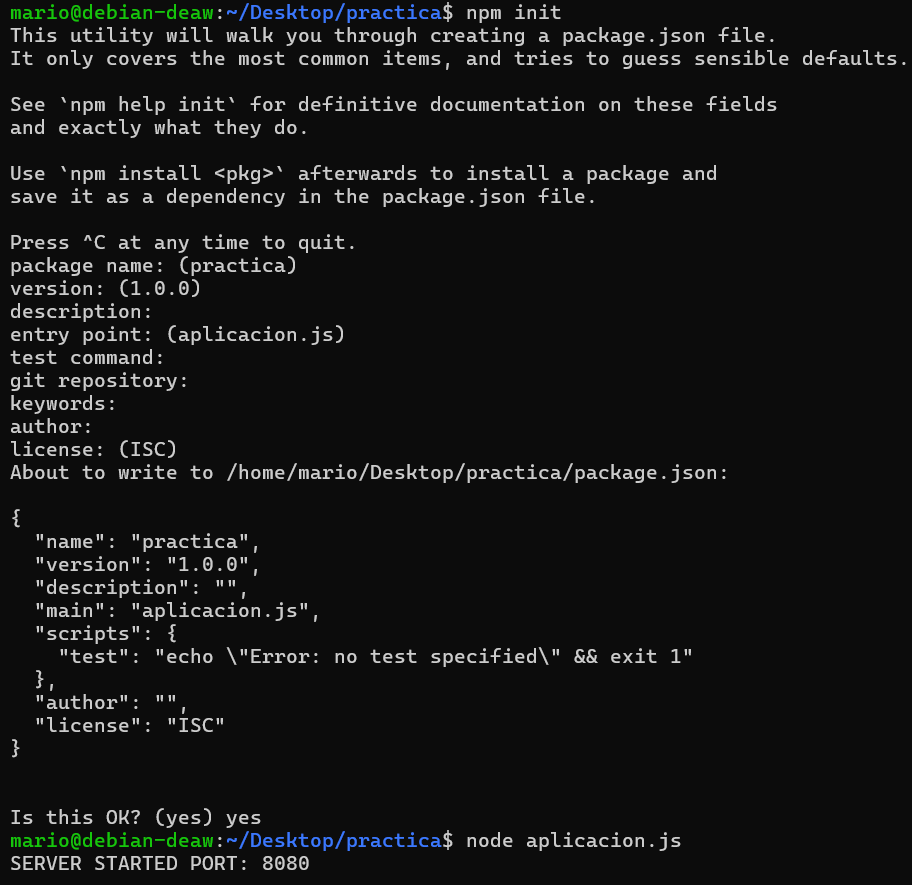 mario@debian-deaw:~/Desktop/practica$ npm init
This utility will walk you through creating a package.json file.
It only covers the most common items, and tries to guess sensible defaults.

See `npm help init` for definitive documentation on these fields
and exactly what they do.

Use `npm install <pkg>` afterwards to install a package and
save it as a dependency in the package.json file.

Press ^C at any time to quit.
package name: (practica)
version: (1.0.0)
description:
entry point: (aplicacion.js)
test command:
git repository:
keywords:
author:
license: (ISC)
About to write to /home/mario/Desktop/practica/package.json:

{
  "name": "practica",
  "version": "1.0.0",
  "description": "",
  "main": "aplicacion.js",
  "scripts": {
    "test": "echo \"Error: no test specified\" && exit 1"
  },
  "author": "",
  "license": "ISC"
}


Is this OK? (yes) yes
mario@debian-deaw:~/Desktop/practica$ node aplicacion.js
SERVER STARTED PORT: 8080